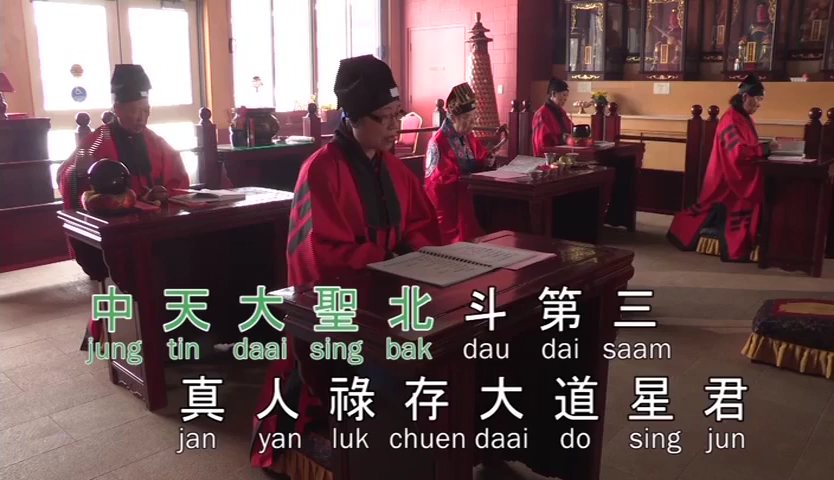 中天大聖北斗第三
jung tin daai sing bak dau dai saam
真人祿存大道星君
jan yan luk chuen daai do sing jun